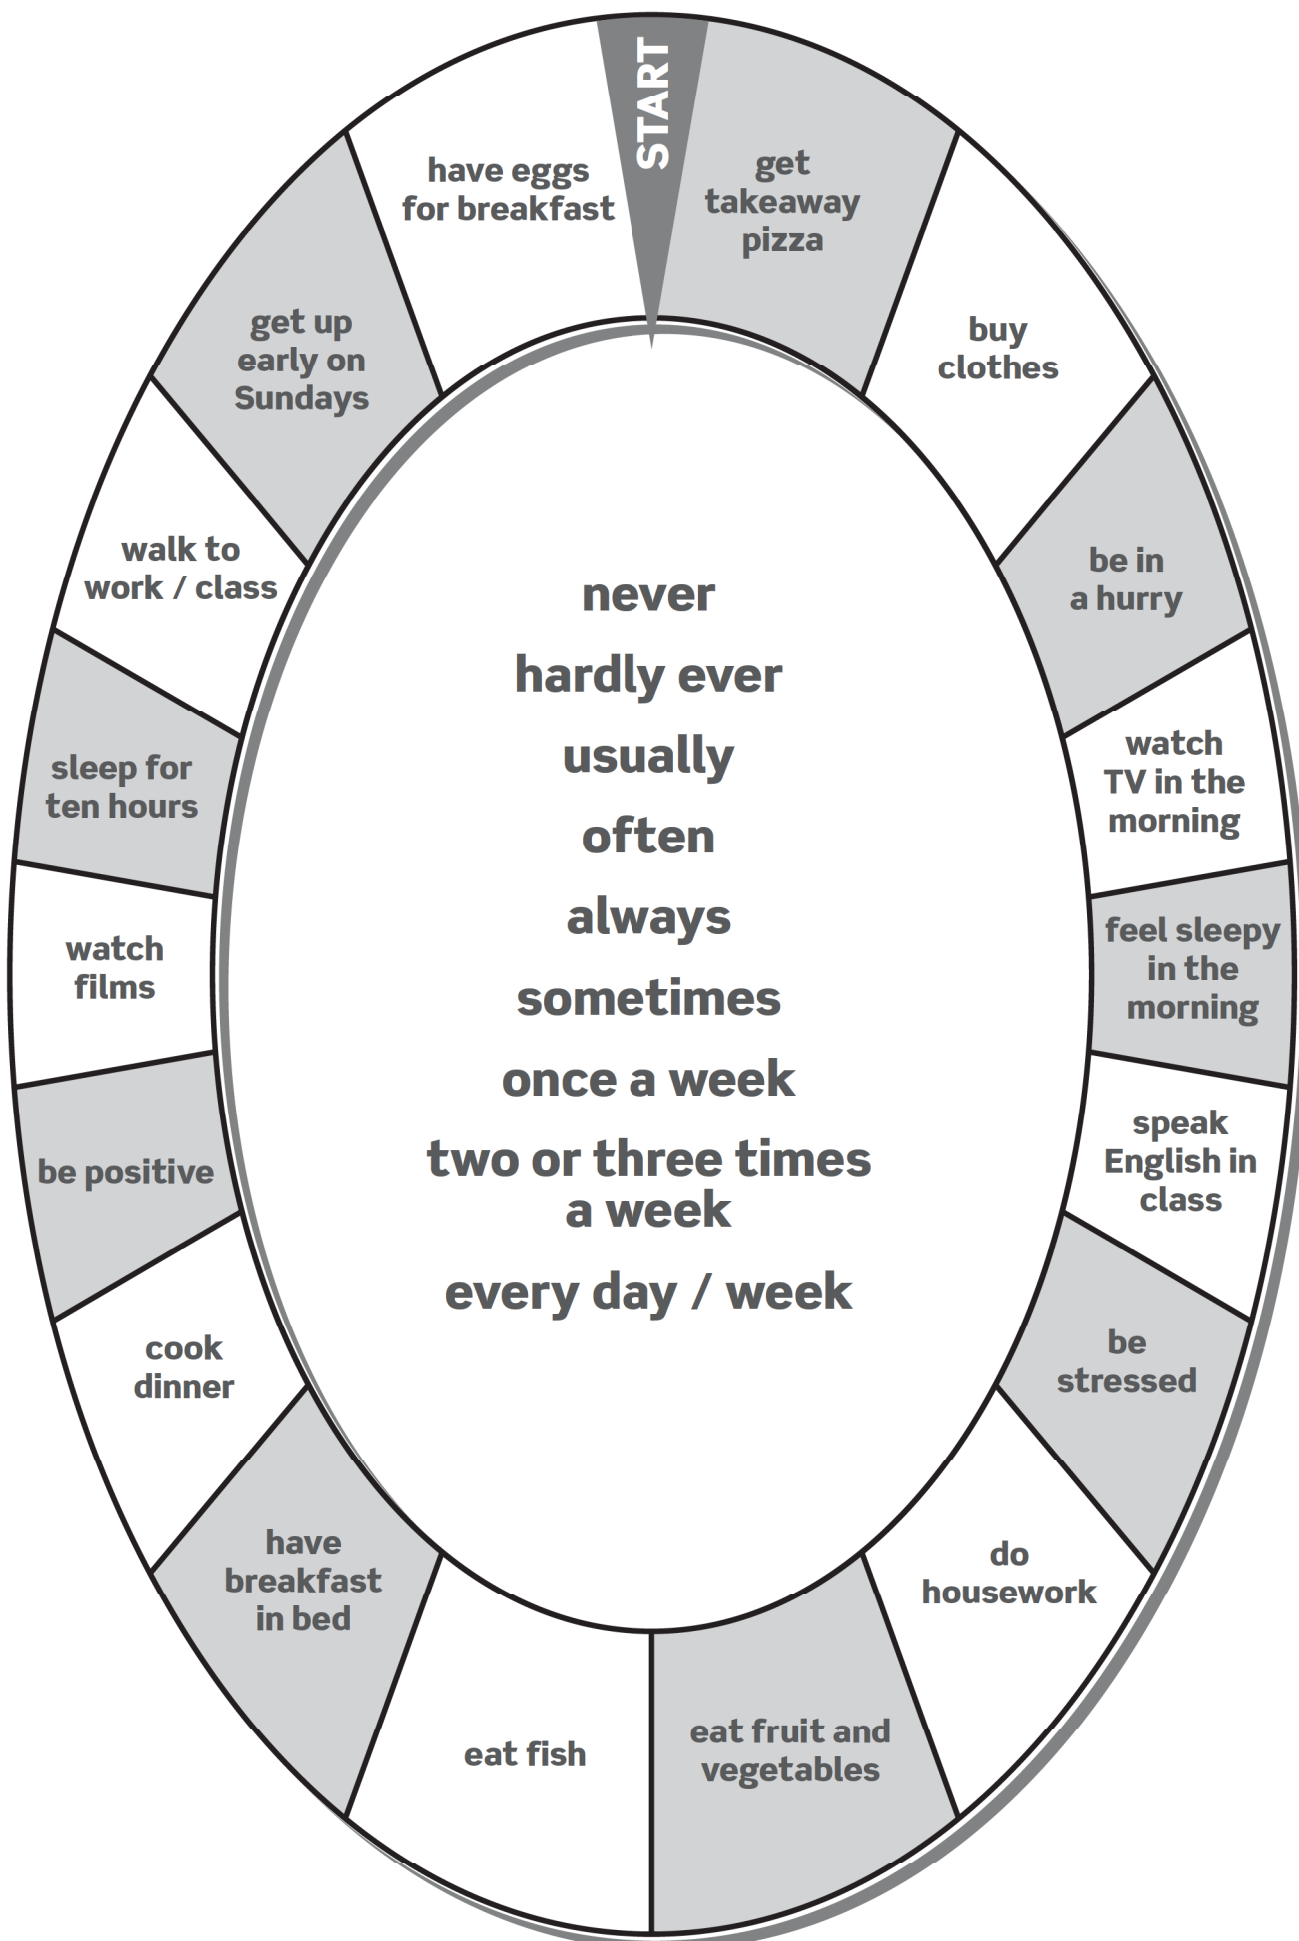 START
get
takeaway
pizza
buy
clothes
be in
a hurry
watch
TV in the
morning
feel sleepy
in the
morning
speak
English in
class
be
stressed
do
housework
eat fruit and
vegetables
eat fish
have
breakfast
in bed
cook
dinner
be positive
watch
films
sleep for
ten hours
walk to
work / class
get up
early on
Sundays
have eggs
for breakfast
never
hardly ever
usually
often
always
sometimes
once a week
two or three times
a week
every day / week